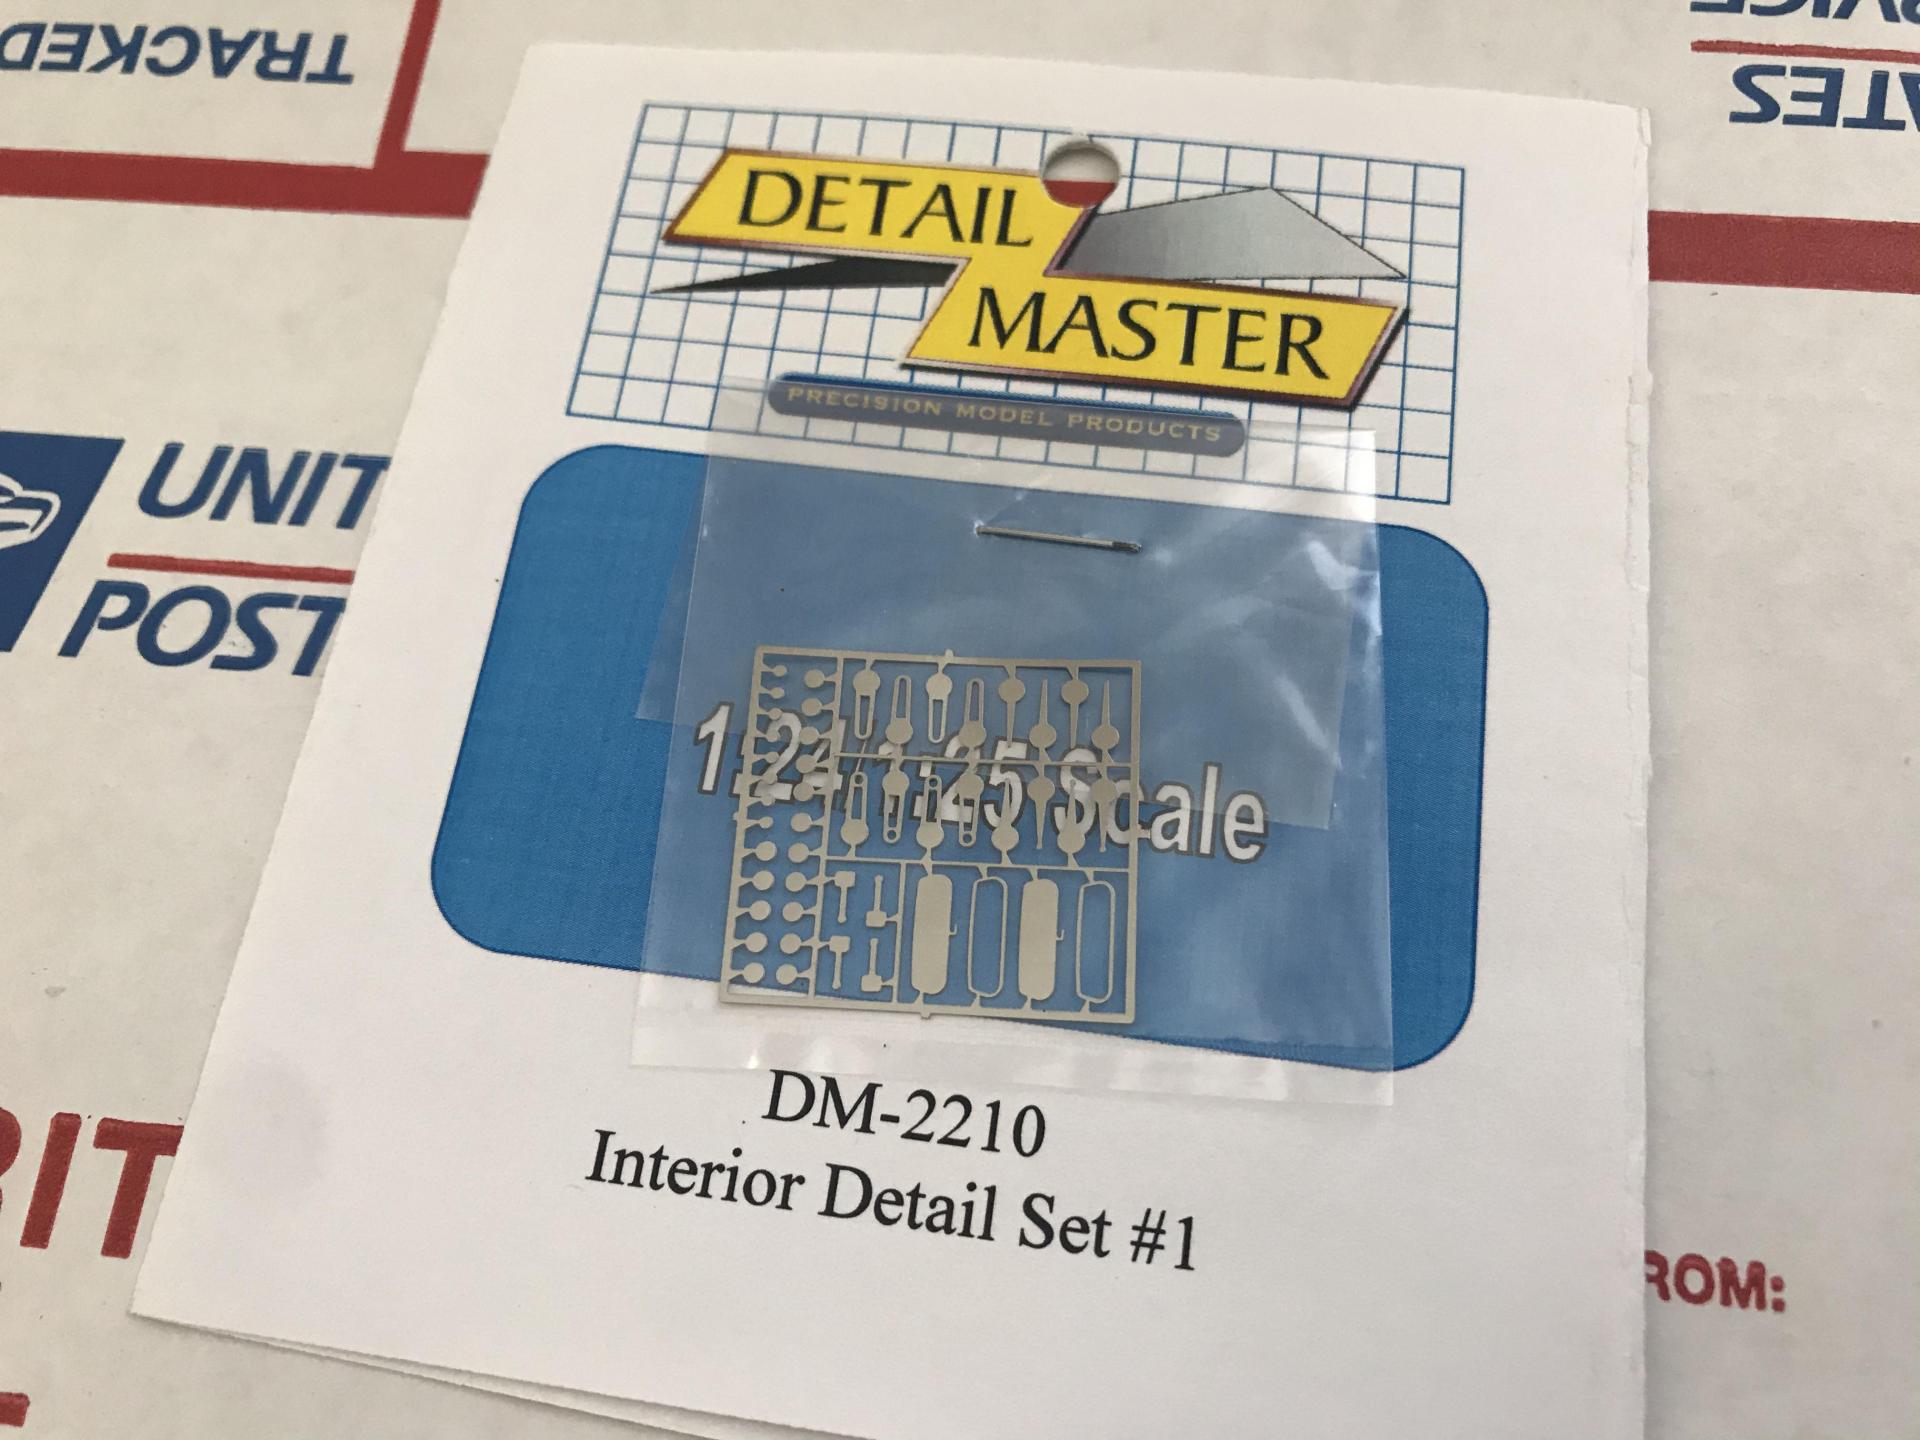 TRACKED
VICE
ATES
DETAIL
MASTER
PRECISION MODEL PRODUCTS
UNIT
POST
1:24/1:25 Scale
DM-2210
Interior Detail Set #1
RIT
ROM: